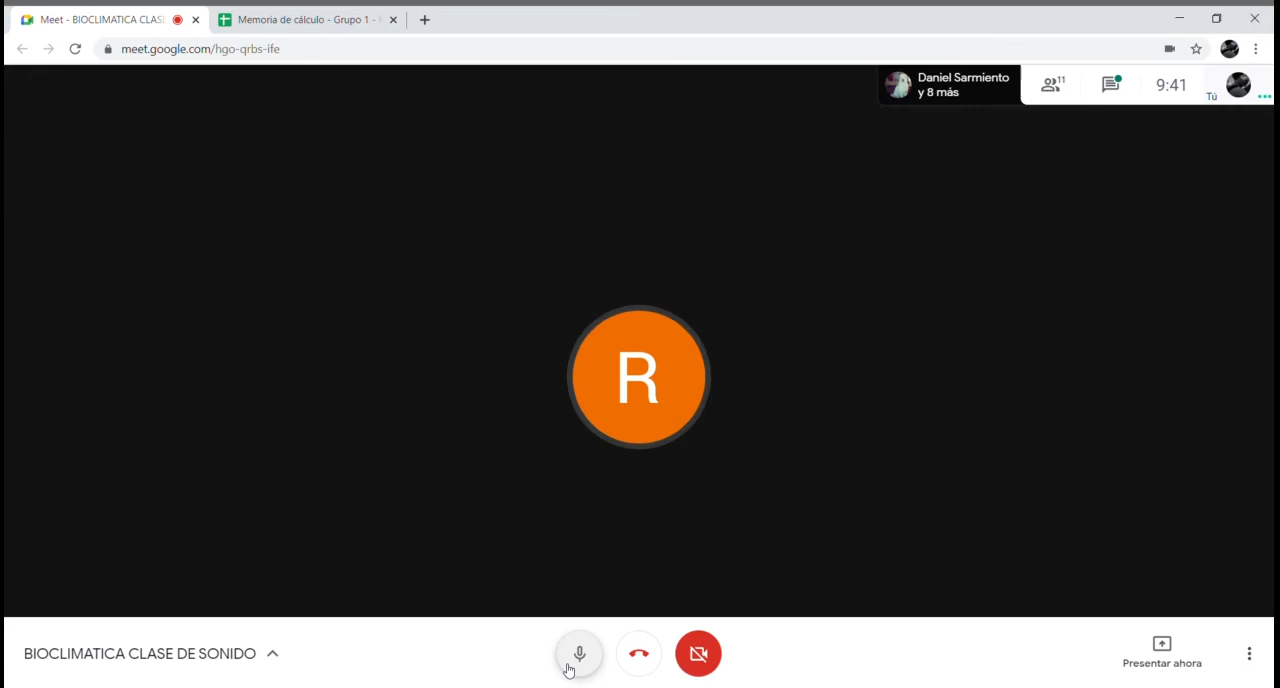 Meet - BIOCLIMATICA CLAS
Memoria de cálculo - Grupo 1 -
meet.google.com/hgo-qrbs-ife
Daniel Sarmiento
y 8 más
11
9:41
Tú
R
BIOCLIMATICA CLASE DE SONIDO
Presentar ahora